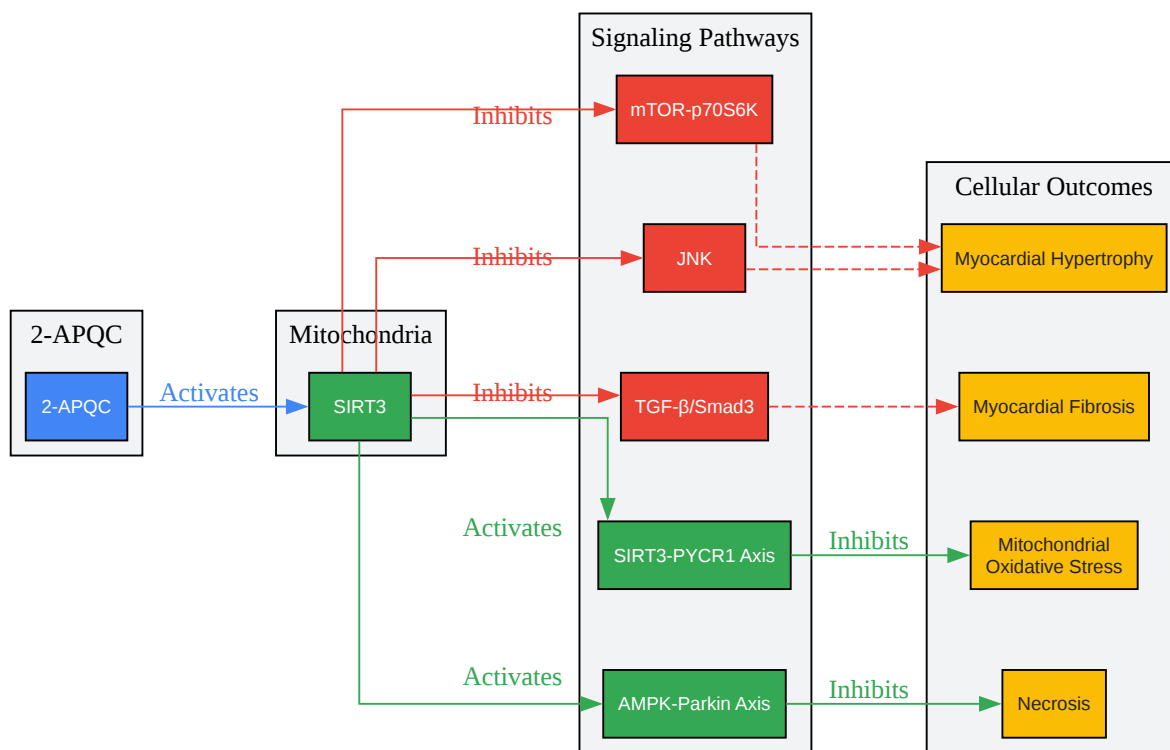 Signaling Pathways
Inhibits
mTOR-p70S6K
Cellular Outcomes
Inhibits
JNK
Myocardial Hypertrophy
2-APQC
Mitochondria
2-APQC
Activates
SIRT3
Inhibits
TGF-β/Smad3
Myocardial Fibrosis
Activates
SIRT3-PYCR1 Axis
Inhibits
Mitochondrial
Oxidative Stress
Activates
AMPK-Parkin Axis
Inhibits
Necrosis